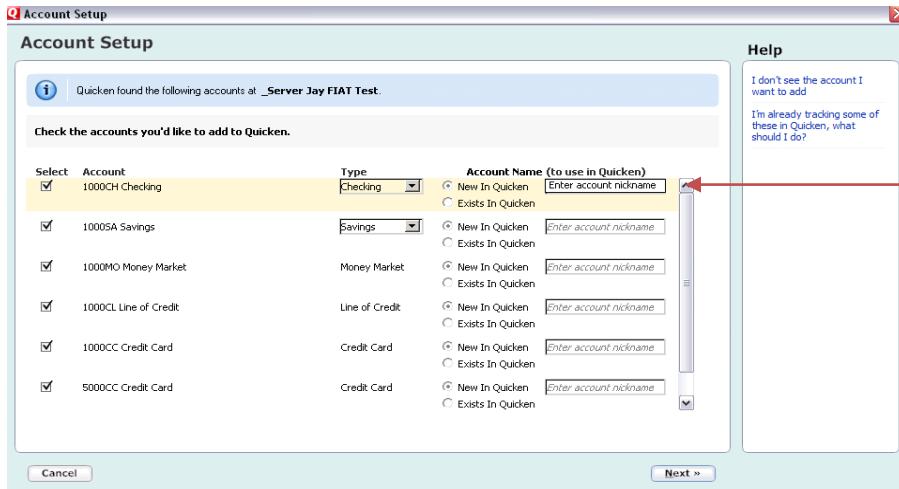 Account Setup
Account Setup
Quicken found the following accounts at _Server Jay FIAT Test.
Check the accounts you'd like to add to Quicken.
Select Account Type Account Name (to use in Quicken)
1000CH Checking Checking New In Quicken Enter account nickname
Exists In Quicken
1000SA Savings Savings New In Quicken Enter account nickname
Exists In Quicken
1000MO Money Market Money Market New In Quicken Enter account nickname
Exists In Quicken
1000CL Line of Credit Line of Credit New In Quicken Enter account nickname
Exists In Quicken
1000CC Credit Card Credit Card New In Quicken Enter account nickname
Exists In Quicken
5000CC Credit Card Credit Card New In Quicken Enter account nickname
Exists In Quicken
Cancel
Next »
Help
I don't see the account I
want to add
I'm already tracking some of
these in Quicken, what
should I do?